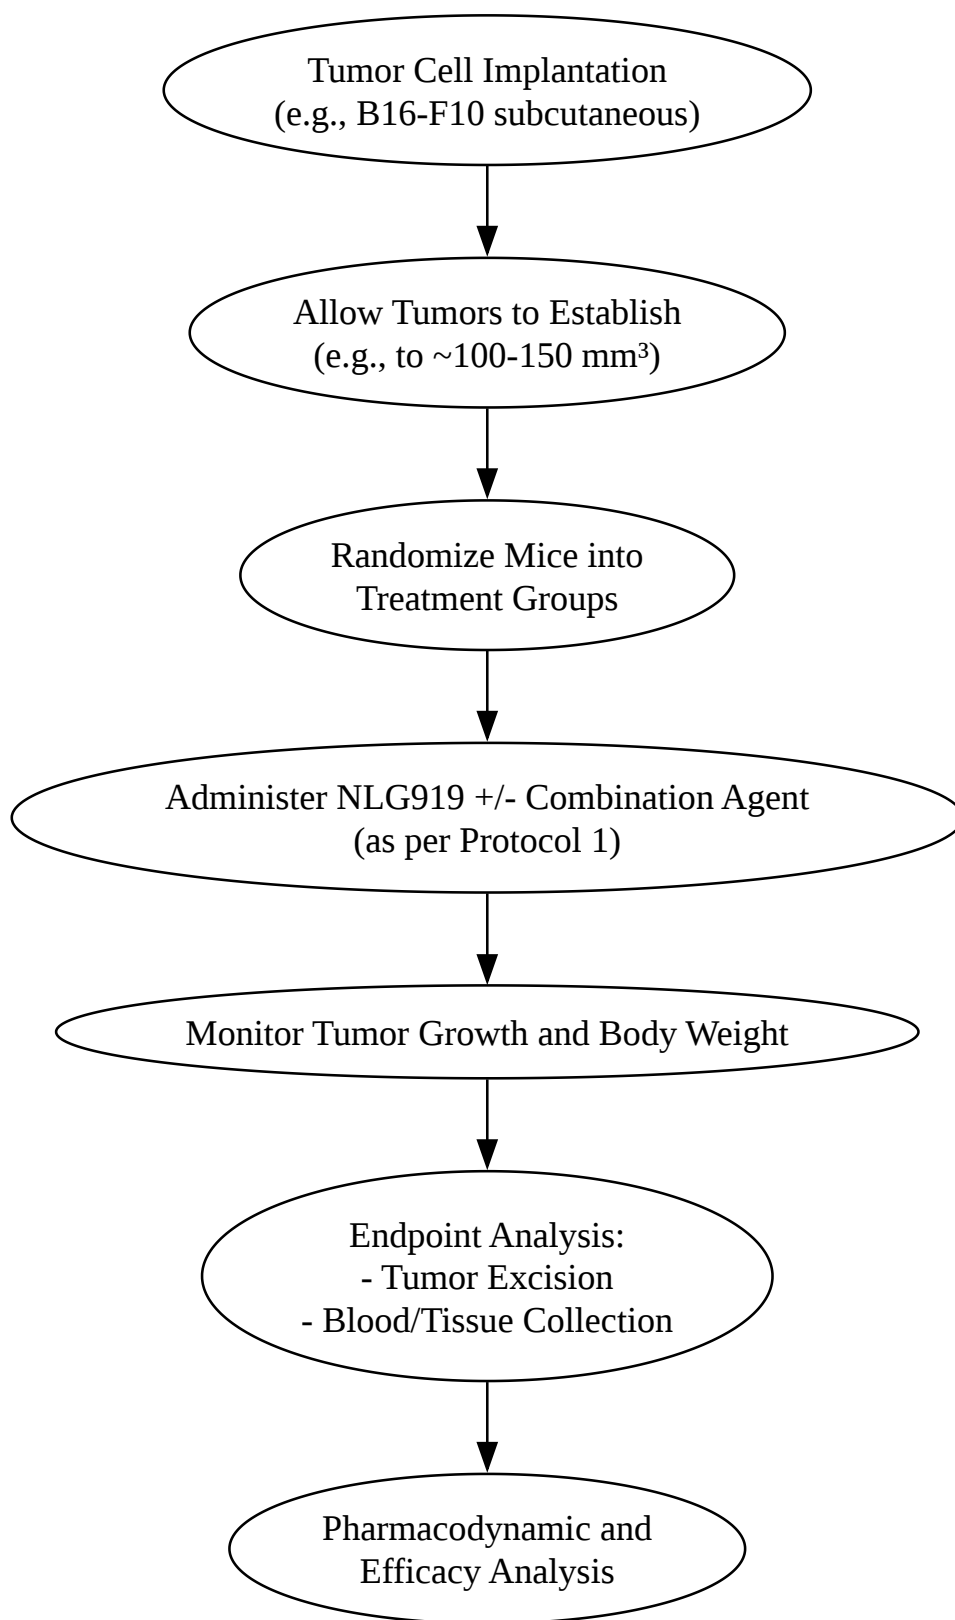 Tumor Cell Implantation
(e.g., B16-F10 subcutaneous)
Allow Tumors to Establish
(e.g., to ~100-150 mm³)
Randomize Mice into
Treatment Groups
Administer NLG919 +/- Combination Agent
(as per Protocol 1)
Monitor Tumor Growth and Body Weight
Endpoint Analysis:
- Tumor Excision
- Blood/Tissue Collection
Pharmacodynamic and
Efficacy Analysis